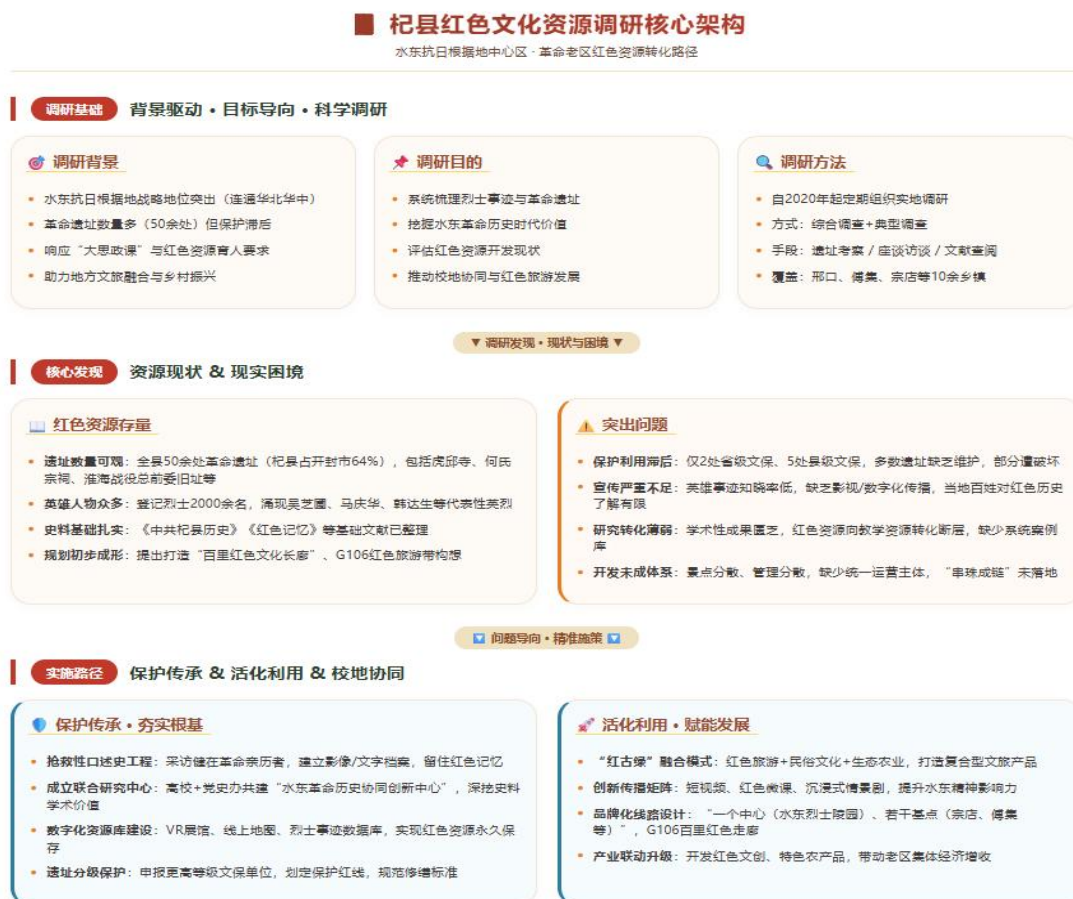 杞县红色文化资源调研核心架构
水东抗日根据地中心区 · 革命老区红色资源转化路径
调研基础 背景驱动 • 目标导向 • 科学调研
调研背景
• 水东抗日根据地战略地位突出（连通华北华中）
• 革命遗址数量多（50余处）但保护滞后
• 响应“大思政课”与红色资源育人要求
• 助力地方文旅融合与乡村振兴
调研目的
• 系统梳理烈士事迹与革命遗址
• 挖掘水东革命历史时代价值
• 评估红色资源开发现状
• 推动校地协同与红色旅游发展
调研方法
• 自2020年起定期组织实地调研
• 方式：综合调查+典型调查
• 手段：遗址考察 / 座谈访谈 / 文献查阅
• 覆盖：邢口、傅集、宗店等10余乡镇
▼ 调研发现 • 现状与困境 ▼
核心发现 资源现状 & 现实困境
红色资源存量
• 遗址数量可观：全县50余处革命遗址（杞县占开封市64%），包括虎邱寺、何氏
宗祠、淮海战役总前委旧址等
• 英雄人物众多：登记烈士2000余名，涌现吴芝圃、马庆华、韩达生等代表性英烈
• 史料基础扎实：《中共杞县历史》《红色记忆》等基础文献已整理
• 规划初步成形：提出打造“百里红色文化长廊”、G106红色旅游带构想
突出问题
• 保护利用滞后：仅2处省级文保、5处县级文保，多数遗址缺乏维护，部分遭破坏
• 宣传严重不足：英雄事迹知晓率低，缺乏影视/数字化传播，当地百姓对红色历史
了解有限
• 研究转化薄弱：学术性成果匮乏，红色资源向教学资源转化断层，缺少系统案例
库
• 开发未成体系：景点分散、管理分散，缺少统一运营主体，“串珠成链”未落地
问题导向 • 精准施策
实施路径 保护传承 & 活化利用 & 校地协同
保护传承 • 夯实根基
• 抢救性口述史工程：采访健在革命亲历者，建立影像/文字档案，留住红色记忆
• 成立联合研究中心：高校+党史办共建“水东革命历史协同创新中心”，深挖史料
学术价值
• 数字化资源库建设：VR展馆、线上地图、烈士事迹数据库，实现红色资源永久保
存
• 遗址分级保护：申报更高等级文保单位，划定保护红线，规范修缮标准
活化利用 • 赋能发展
• “红古绿”融合模式：红色旅游+民俗文化+生态农业，打造复合型文旅产品
• 创新传播矩阵：短视频、红色微课、沉浸式情景剧，提升水东精神影响力
• 品牌化线路设计：“一个中心（水东烈士陵园）、若干基点（宗店、傅集
等）”，G106百里红色走廊
• 产业联动升级：开发红色文创、特色农产品，带动老区集体经济增收